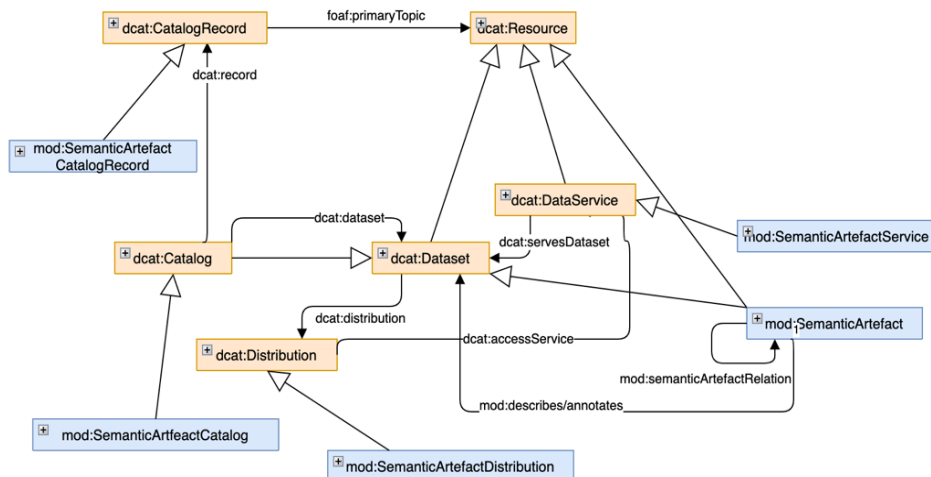 foaf:primaryTopic
dcat:CatalogRecord
dcat:Resource
dcat:record
mod:SemanticArtefact
CatalogRecord
dcat:DataService
dcat:dataset
dcat:servesDataset
mod:SemanticArtefactService
dcat:Catalog
dcat:Dataset
dcat:distribution
mod:SemanticArtefact
dcat:accessService
dcat:Distribution
mod:semanticArtefactRelation
mod:describes/annotates
mod:SemanticArtfeactCatalog
mod:SemanticArtefactDistribution